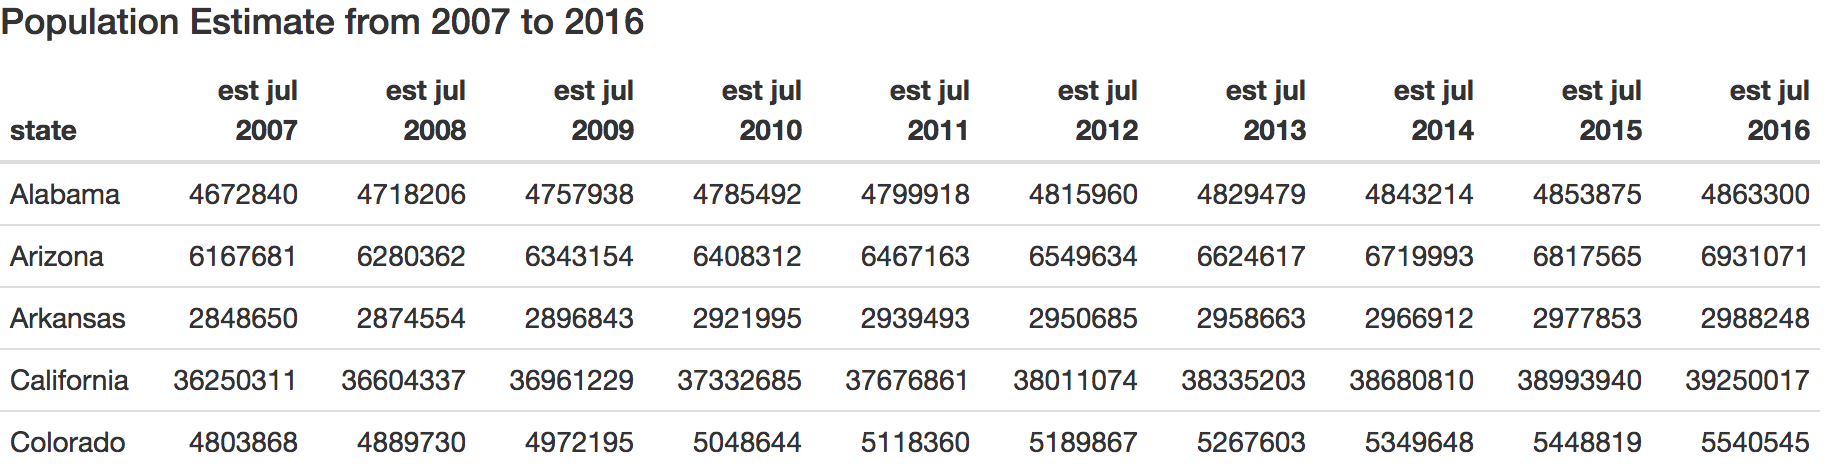 Population Estimate from 2007 to 2016
est jul est jul est jul est jul est jul est jul est jul est jul est jul est jul
state 2007 2008 2009 2010 2011 2012 2013 2014 2015 2016
Alabama 4672840 4718206 4757938 4785492 4799918 4815960 4829479 4843214 4853875 4863300
Arizona 6167681 6280362 6343154 6408312 6467163 6549634 6624617 6719993 6817565 6931071
Arkansas 2848650 2874554 2896843 2921995 2939493 2950685 2958663 2966912 2977853 2988248
California 36250311 36604337 36961229 37332685 37676861 38011074 38335203 38680810 38993940 39250017
Colorado 4803868 4889730 4972195 5048644 5118360 5189867 5267603 5349648 5448819 5540545